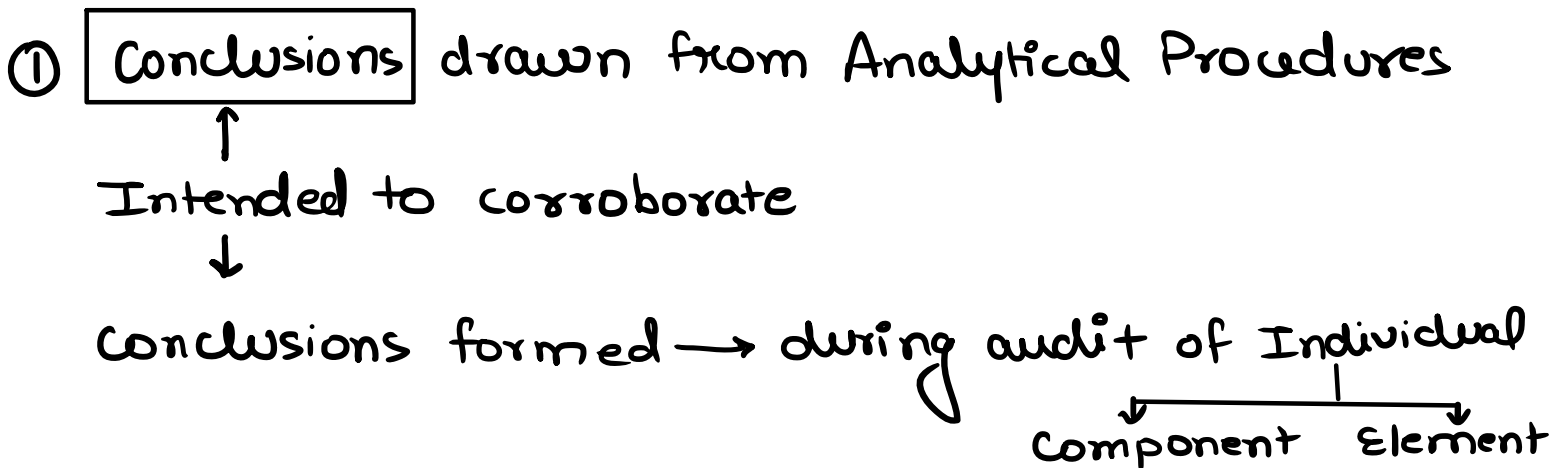 ① Conclusions drawn from Analytical Procedures
Intended to corroborate
Conclusions formed → during audit of Individual
Component Element